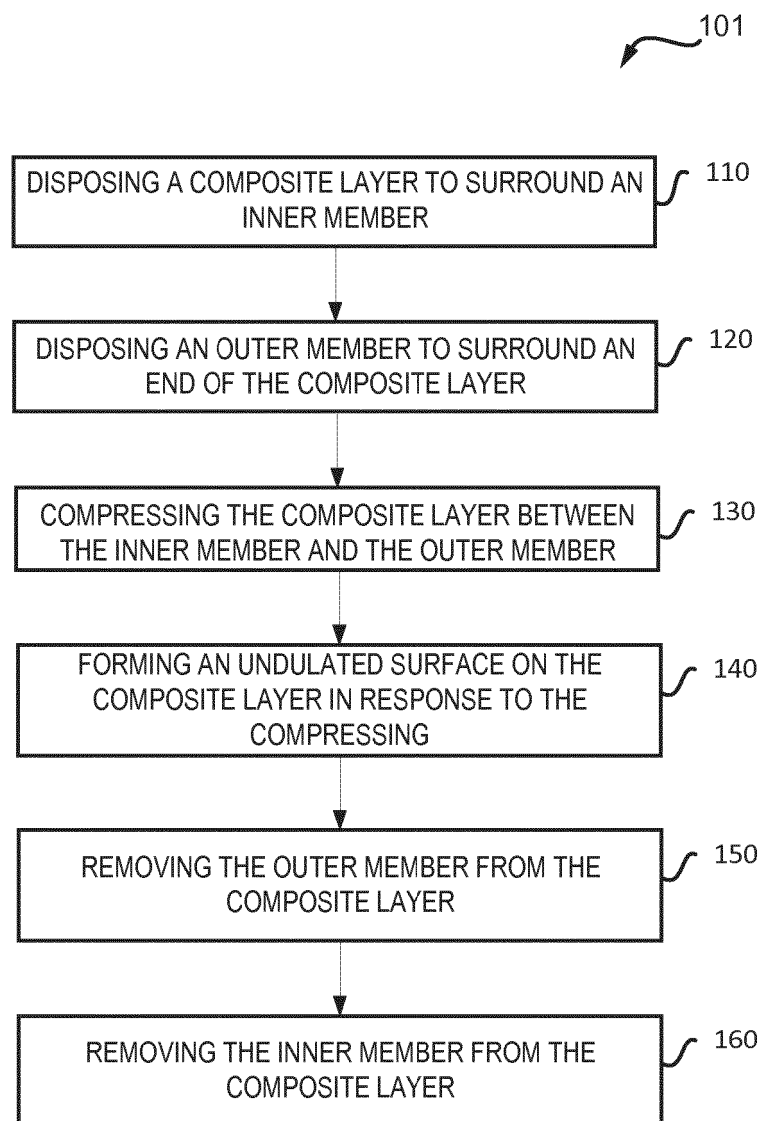 101
DISPOSING A COMPOSITE LAYER TO SURROUND AN
INNER MEMBER
110
DISPOSING AN OUTER MEMBER TO SURROUND AN
END OF THE COMPOSITE LAYER
120
COMPRESSING THE COMPOSITE LAYER BETWEEN
THE INNER MEMBER AND THE OUTER MEMBER
130
FORMING AN UNDULATED SURFACE ON THE
COMPOSITE LAYER IN RESPONSE TO THE
COMPRESSING
140
REMOVING THE OUTER MEMBER FROM THE
COMPOSITE LAYER
150
REMOVING THE INNER MEMBER FROM THE
COMPOSITE LAYER
160